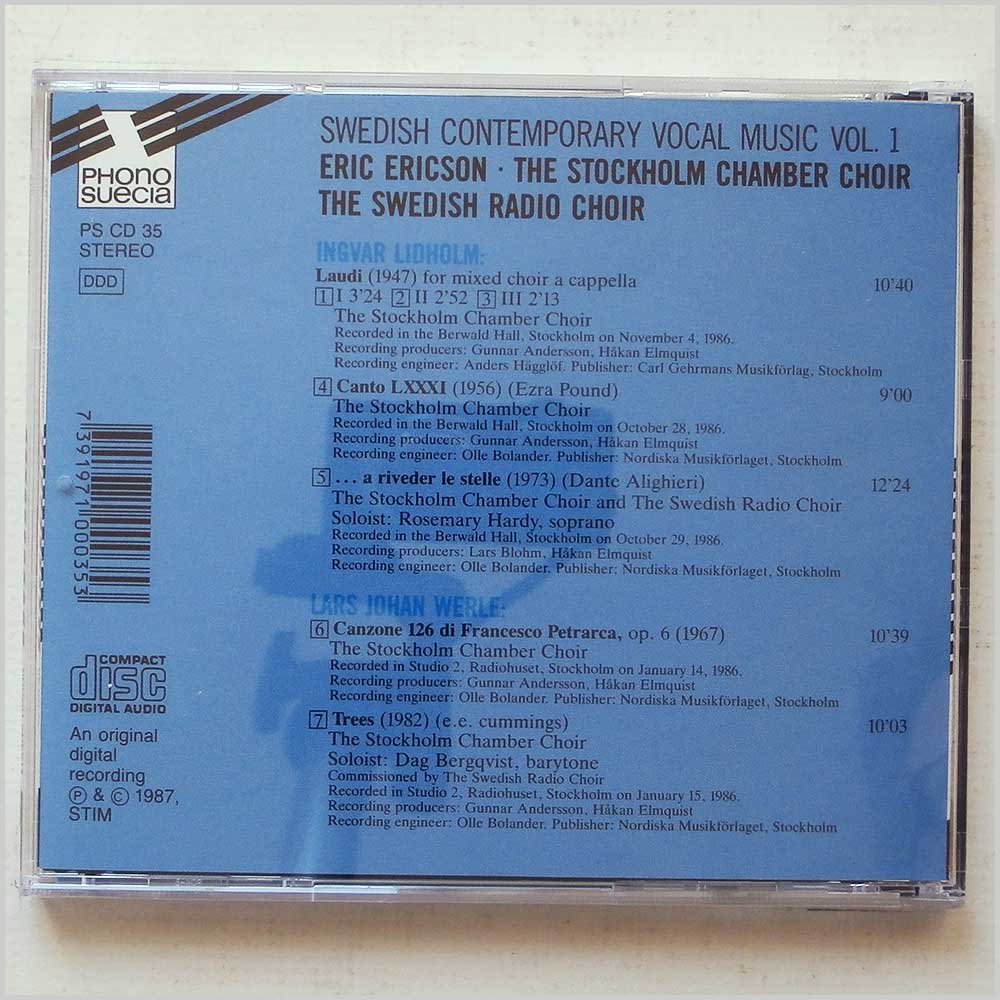 PHONO
SUECIA
PS CD 35
STEREO
DDD
SWEDISH CONTEMPORARY VOCAL MUSIC VOL. 1
ERIC ERICSON · THE STOCKHOLM CHAMBER CHOIR
THE SWEDISH RADIO CHOIR
INGVAR LIDHOLM:
Laudi (1947) for mixed choir a cappella 10'40
1 I 3'24 2 II 2'52 3 III 2'13
The Stockholm Chamber Choir
Recorded in the Berwald Hall, Stockholm on November 4, 1986.
Recording producers: Gunnar Andersson, Håkan Elmquist
Recording engineer: Anders Hägglöf. Publisher: Carl Gehrmans Musikförlag, Stockholm
4 Canto LXXXI (1956) (Ezra Pound) 9'00
The Stockholm Chamber Choir
Recorded in the Berwald Hall, Stockholm on October 28, 1986.
Recording producers: Gunnar Andersson, Håkan Elmquist
Recording engineer: Olle Bolander. Publisher: Nordiska Musikförlaget, Stockholm
5 ... a riveder le stelle (1973) (Dante Alighieri) 12'24
The Stockholm Chamber Choir and The Swedish Radio Choir
Soloist: Rosemary Hardy, soprano
Recorded in the Berwald Hall, Stockholm on October 29, 1986.
Recording producers: Lars Blohm, Håkan Elmquist
Recording engineer: Olle Bolander. Publisher: Nordiska Musikförlaget, Stockholm
LARS JOHAN WERLE:
6 Canzone 126 di Francesco Petrarca, op. 6 (1967) 10'39
The Stockholm Chamber Choir
Recorded in Studio 2, Radiohuset, Stockholm on January 14, 1986.
Recording producers: Gunnar Andersson, Håkan Elmquist
Recording engineer: Olle Bolander. Publisher: Nordiska Musikförlaget, Stockholm
7 Trees (1982) (e.e. cummings) 10'03
The Stockholm Chamber Choir
Soloist: Dag Bergqvist, barytone
Commissioned by The Swedish Radio Choir
Recorded in Studio 2, Radiohuset, Stockholm on January 15, 1986.
Recording producers: Gunnar Andersson, Håkan Elmquist
Recording engineer: Olle Bolander. Publisher: Nordiska Musikförlaget, Stockholm
7 391971 000353
COMPACT
disc
DIGITAL AUDIO
An original
digital
recording
Ⓟ & © 1987,
STIM